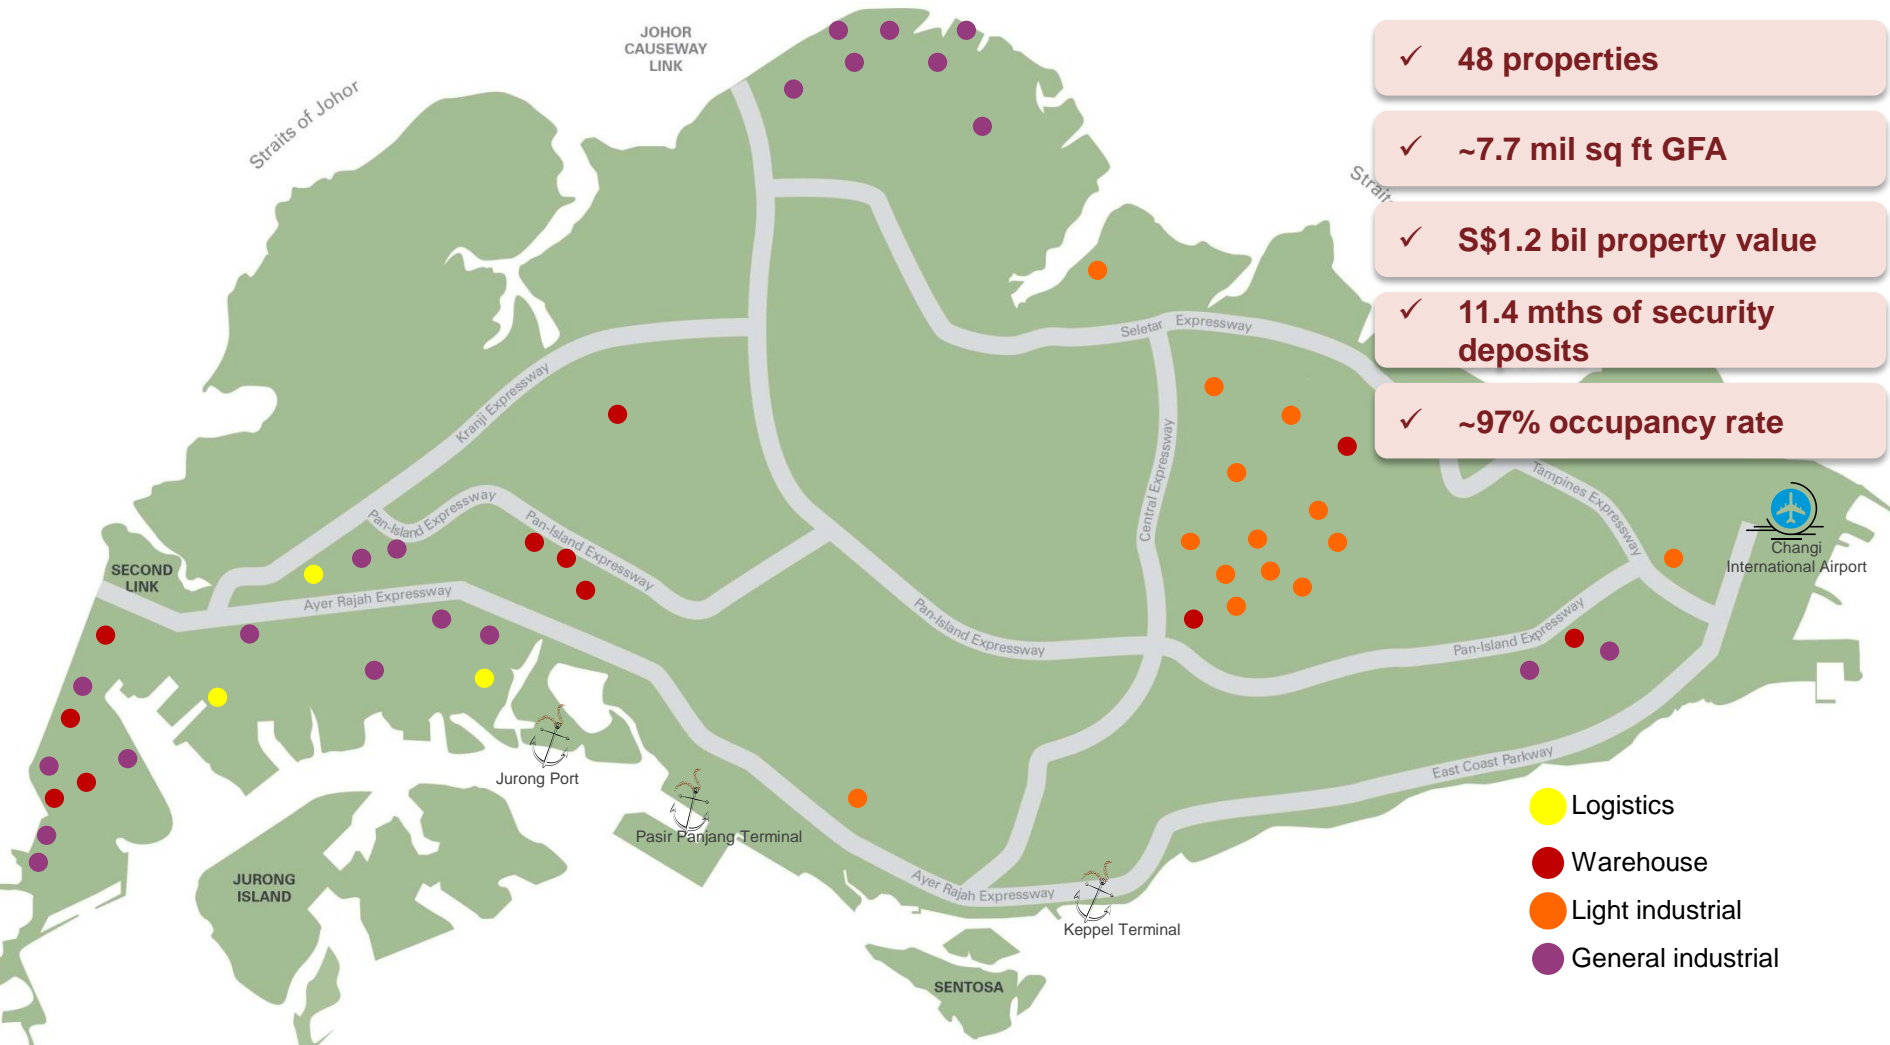 JOHOR
CAUSEWAY
LINK
Straits of Johor
✓ 48 properties
✓ ~7.7 mil sq ft GFA
✓ S$1.2 bil property value
✓ 11.4 mths of security
deposits
✓ ~97% occupancy rate
Seletar Expressway
Kranji Expressway
Central Expressway
Tampines Expressway
Pan-Island Expressway
Pan-Island Expressway
Changi
International Airport
SECOND
LINK
Ayer Rajah Expressway
Pan-Island Expressway
Pan-Island Expressway
Jurong Port
East Coast Parkway
Pasir Panjang Terminal
Logistics
Warehouse
Light industrial
General industrial
JURONG
ISLAND
Ayer Rajah Expressway
Keppel Terminal
SENTOSA